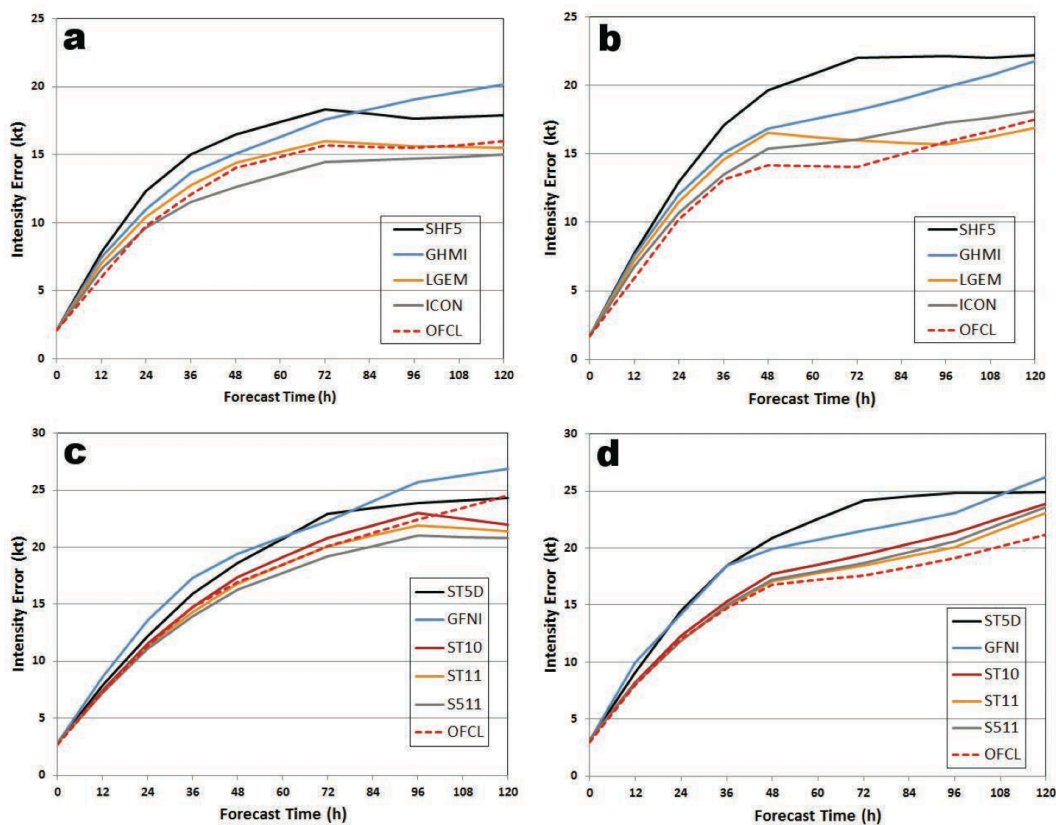 a
25
20
15
10
5
0
Intensity Error (kt)
SHF5
GHMI
LGEM
ICON
OFCL
0 12 24 36 48 60 72 84 96 108 120
Forecast Time (h)
b
25
20
15
10
5
0
Intensity Error (kt)
SHF5
GHMI
LGEM
ICON
OFCL
0 12 24 36 48 60 72 84 96 108 120
Forecast Time (h)
c
30
25
20
15
10
5
0
Intensity Error (kt)
ST5D
GFNI
ST10
ST11
S511
OFCL
0 12 24 36 48 60 72 84 96 108 120
Forecast Time (h)
d
30
25
20
15
10
5
0
Intensity Error (kt)
ST5D
GFNI
ST10
ST11
S511
OFCL
0 12 24 36 48 60 72 84 96 108 120
Forecast Time (h)